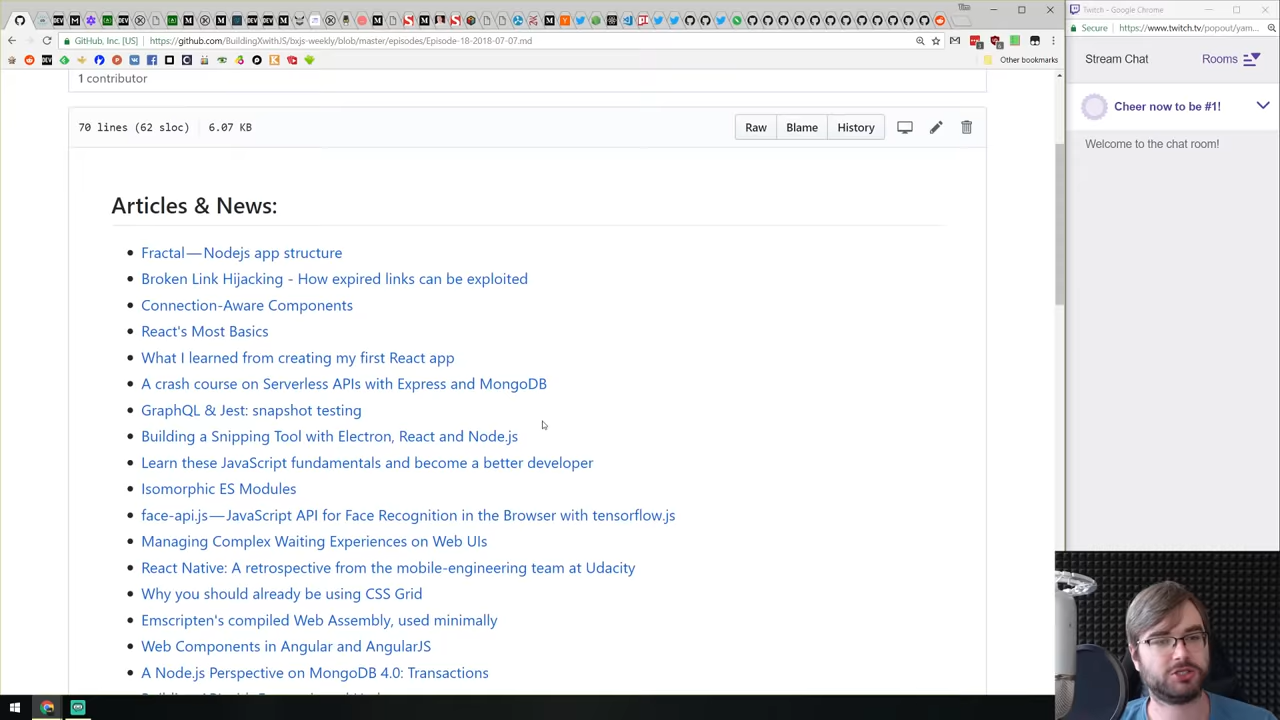 Tim
Twitch - Google Chrome
GitHub, Inc. [US]
https://github.com/BuildingXwithJS/bxjs-weekly/blob/master/episodes/Episode-18-2018-07-07.md
Secure
https://www.twitch.tv/popout/yam...
Other bookmarks
1 contributor
Stream Chat
Rooms
Cheer now to be #1!
Welcome to the chat room!
70 lines (62 sloc)
6.07 KB
Raw
Blame
History
Articles & News:
Fractal — Nodejs app structure
Broken Link Hijacking - How expired links can be exploited
Connection-Aware Components
React's Most Basics
What I learned from creating my first React app
A crash course on Serverless APIs with Express and MongoDB
GraphQL & Jest: snapshot testing
Building a Snipping Tool with Electron, React and Node.js
Learn these JavaScript fundamentals and become a better developer
Isomorphic ES Modules
face-api.js — JavaScript API for Face Recognition in the Browser with tensorflow.js
Managing Complex Waiting Experiences on Web UIs
React Native: A retrospective from the mobile-engineering team at Udacity
Why you should already be using CSS Grid
Emscripten's compiled Web Assembly, used minimally
Web Components in Angular and AngularJS
A Node.js Perspective on MongoDB 4.0: Transactions